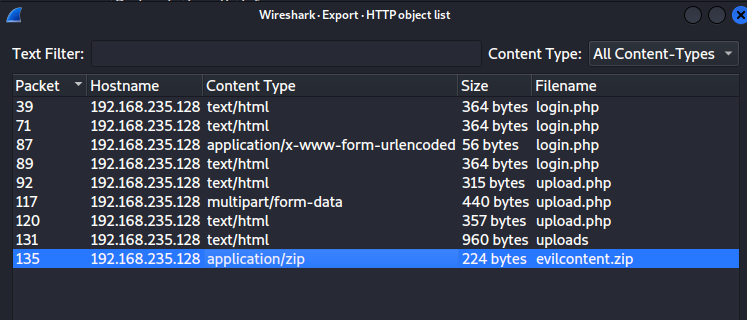 Wireshark · Export · HTTP object list
Text Filter: Content Type: All Content-Types
Packet Hostname Content Type Size Filename
39 192.168.235.128 text/html 364 bytes login.php
71 192.168.235.128 text/html 364 bytes login.php
87 192.168.235.128 application/x-www-form-urlencoded 56 bytes login.php
89 192.168.235.128 text/html 364 bytes login.php
92 192.168.235.128 text/html 315 bytes upload.php
117 192.168.235.128 multipart/form-data 440 bytes upload.php
120 192.168.235.128 text/html 357 bytes upload.php
131 192.168.235.128 text/html 960 bytes uploads
135 192.168.235.128 application/zip 224 bytes evilcontent.zip